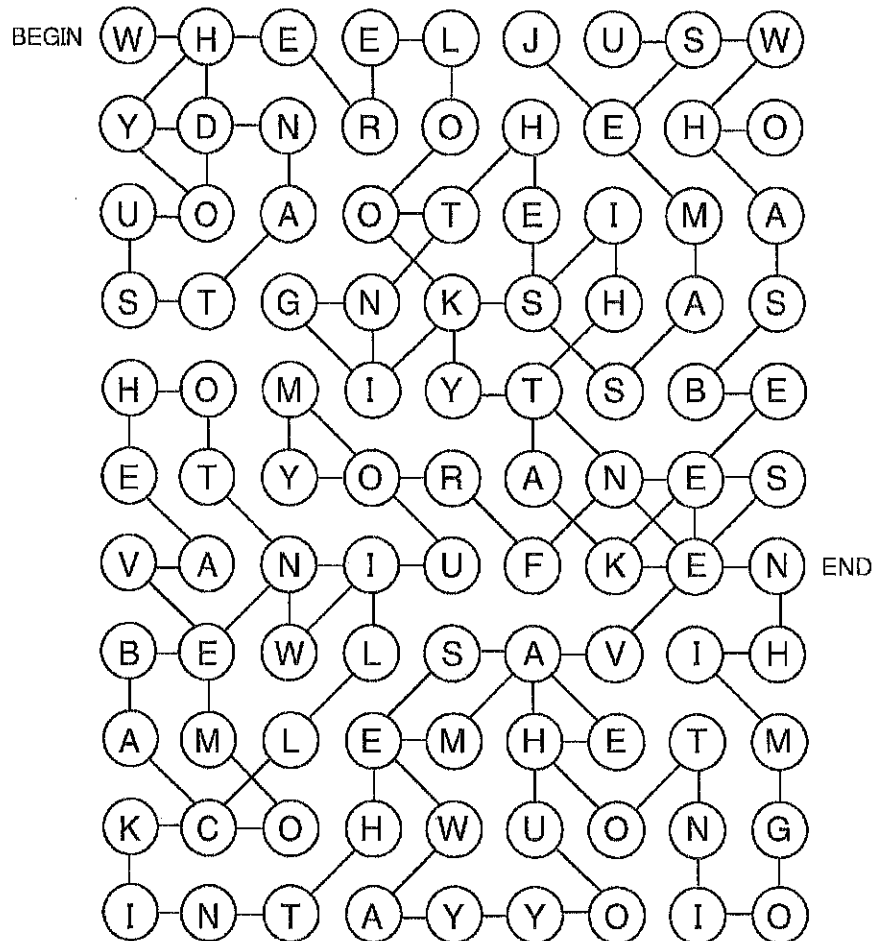 BEGIN W H E E L J U S W
Y D N R O H E H O
U O A O T E I M A
S T G N K S H A S
H O M I Y T S B E
E T Y O R A N E S
V A N I U F K E N END
B E W L S A V I H
A M L E M H E T M
K C O H W U O N G
I N T A Y Y O I O